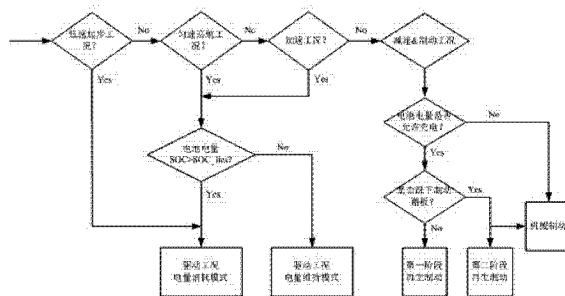 低速起步工
况?
No
匀速巡航工
况?
No
加速工况?
No
减速&制动工况
Yes
Yes
Yes
电池电量是否
允许充电?
No
电池电量
SOC>SOC_lim?
No
Yes
Yes
是否踩下制动
踏板?
Yes
No
机械制动
驱动工况
电量消耗模式
驱动工况
电量维持模式
第一阶段
再生制动
第二阶段
再生制动